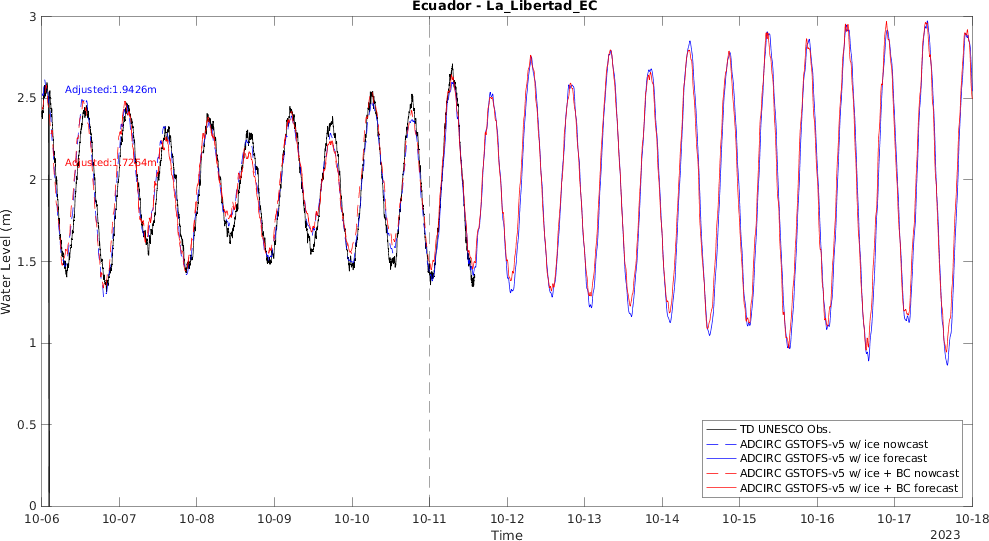 Ecuador - La_Libertad_EC
Water Level (m)
3
2.5
2
1.5
1
0.5
0
Adjusted:1.9426m
Adjusted:1.7264m
TD UNESCO Obs.
ADCIRC GSTOFS-v5 w/ ice nowcast
ADCIRC GSTOFS-v5 w/ ice forecast
ADCIRC GSTOFS-v5 w/ ice + BC nowcast
ADCIRC GSTOFS-v5 w/ ice + BC forecast
10-06 10-07 10-08 10-09 10-10 10-11 10-12 10-13 10-14 10-15 10-16 10-17 10-18
Time
2023